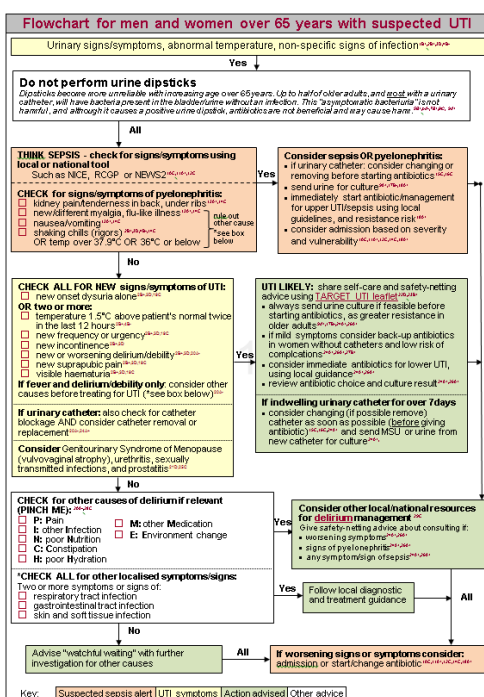 Flowchart for men and women over 65 years with suspected UTI
Urinary signs/symptoms, abnormal temperature, non-specific signs of infection
Yes
Do not perform urine dipsticks
Dipsticks become more unreliable with increasing age over 65 years. Up to half of older adults, and most with a urinary
catheter, will have bacteria present in the bladder/urine without an infection. This "asymptomatic bacteriuria" is not
harmful, and although it causes a positive urine dipstick, antibiotics are not beneficial and may cause harm.
All
THINK SEPSIS - check for signs/symptoms using
local or national tool
Such as NICE, RCGP or NEWS2
CHECK for signs/symptoms of pyelonephritis:
kidney pain/tenderness in back, under ribs
new/different myalgia, flu-like illness
nausea/vomiting
shaking chills (rigors)
OR temp over 37.9°C OR 36°C or below
rule out
other cause
*see box
below
Yes
Consider sepsis OR pyelonephritis:
• if urinary catheter: consider changing or
removing before starting antibiotics
• send urine for culture
• immediately start antibiotic/management
for upper UTI/sepsis using local
guidelines, and resistance risk
• consider admission based on severity
and vulnerability
No
CHECK ALL FOR NEW signs/symptoms of UTI:
new onset dysuria alone
OR two or more:
temperature 1.5°C above patient's normal twice
in the last 12 hours
new frequency or urgency
new incontinence
new or worsening delirium/debility
new suprapubic pain
visible haematuria
If fever and delirium/debility only: consider other
causes before treating for UTI (*see box below)
If urinary catheter: also check for catheter
blockage AND consider catheter removal or
replacement
Consider Genitourinary Syndrome of Menopause
(vulvovaginal atrophy), urethritis, sexually
transmitted infections, and prostatitis
Yes
UTI LIKELY: share self-care and safety-netting
advice using TARGET UTI leaflet
• always send urine culture if feasible before
starting antibiotics, as greater resistance in
older adults
• if mild symptoms consider back-up antibiotics
in women without catheters and low risk of
complications
• consider immediate antibiotics for lower UTI,
using local guidance
• review antibiotic choice and culture result
If indwelling urinary catheter for over 7days
• consider changing (if possible remove)
catheter as soon as possible (before giving
antibiotic) and send MSU or urine from
new catheter for culture
No
CHECK for other causes of delirium if relevant
(PINCH ME):
P: Pain
I: other Infection
N: poor Nutrition
C: Constipation
H: poor Hydration
M: other Medication
E: Environment change
Yes
Consider other local/national resources
for delirium management
Give safety-netting advice about consulting if:
• worsening symptoms
• signs of pyelonephritis
• any symptom/sign of sepsis
*CHECK ALL for other localised symptoms/signs:
Two or more symptoms or signs of:
respiratory tract infection
gastrointestinal tract infection
skin and soft tissue infection
Yes
Follow local diagnostic
and treatment guidance
All
No
Advise "watchful waiting" with further
investigation for other causes
All
If worsening signs or symptoms consider:
admission or start/change antibiotic
Key: Suspected sepsis alert UTI symptoms Action advised Other advice